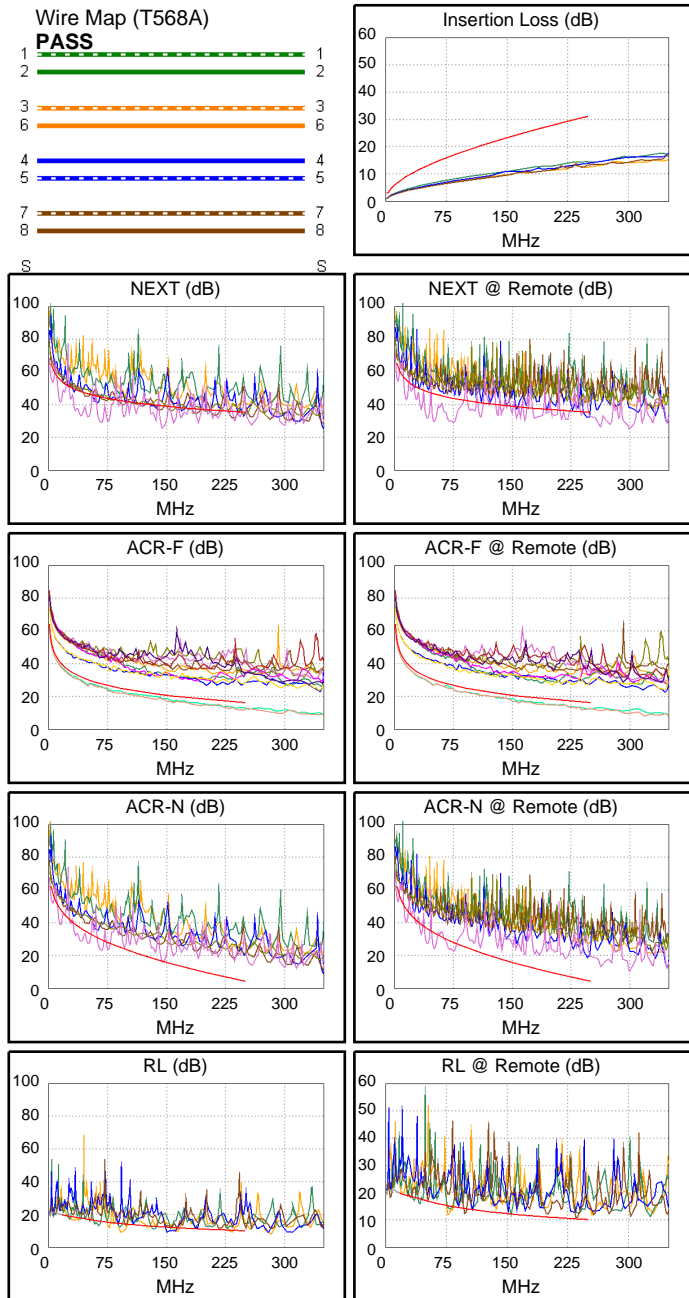 Wire Map (T568A)
PASS
1 1
2 2
3 3
6 6
4 4
5 5
7 7
8 8
S S
Insertion Loss (dB)
60
50
40
30
20
10
0
0 75 150 225 300
MHz
NEXT (dB)
100
80
60
40
20
0
0 75 150 225 300
MHz
NEXT @ Remote (dB)
100
80
60
40
20
0
0 75 150 225 300
MHz
ACR-F (dB)
100
80
60
40
20
0
0 75 150 225 300
MHz
ACR-F @ Remote (dB)
100
80
60
40
20
0
0 75 150 225 300
MHz
ACR-N (dB)
100
80
60
40
20
0
0 75 150 225 300
MHz
ACR-N @ Remote (dB)
100
80
60
40
20
0
0 75 150 225 300
MHz
RL (dB)
100
80
60
40
20
0
0 75 150 225 300
MHz
RL @ Remote (dB)
60
50
40
30
20
10
0
0 75 150 225 300
MHz